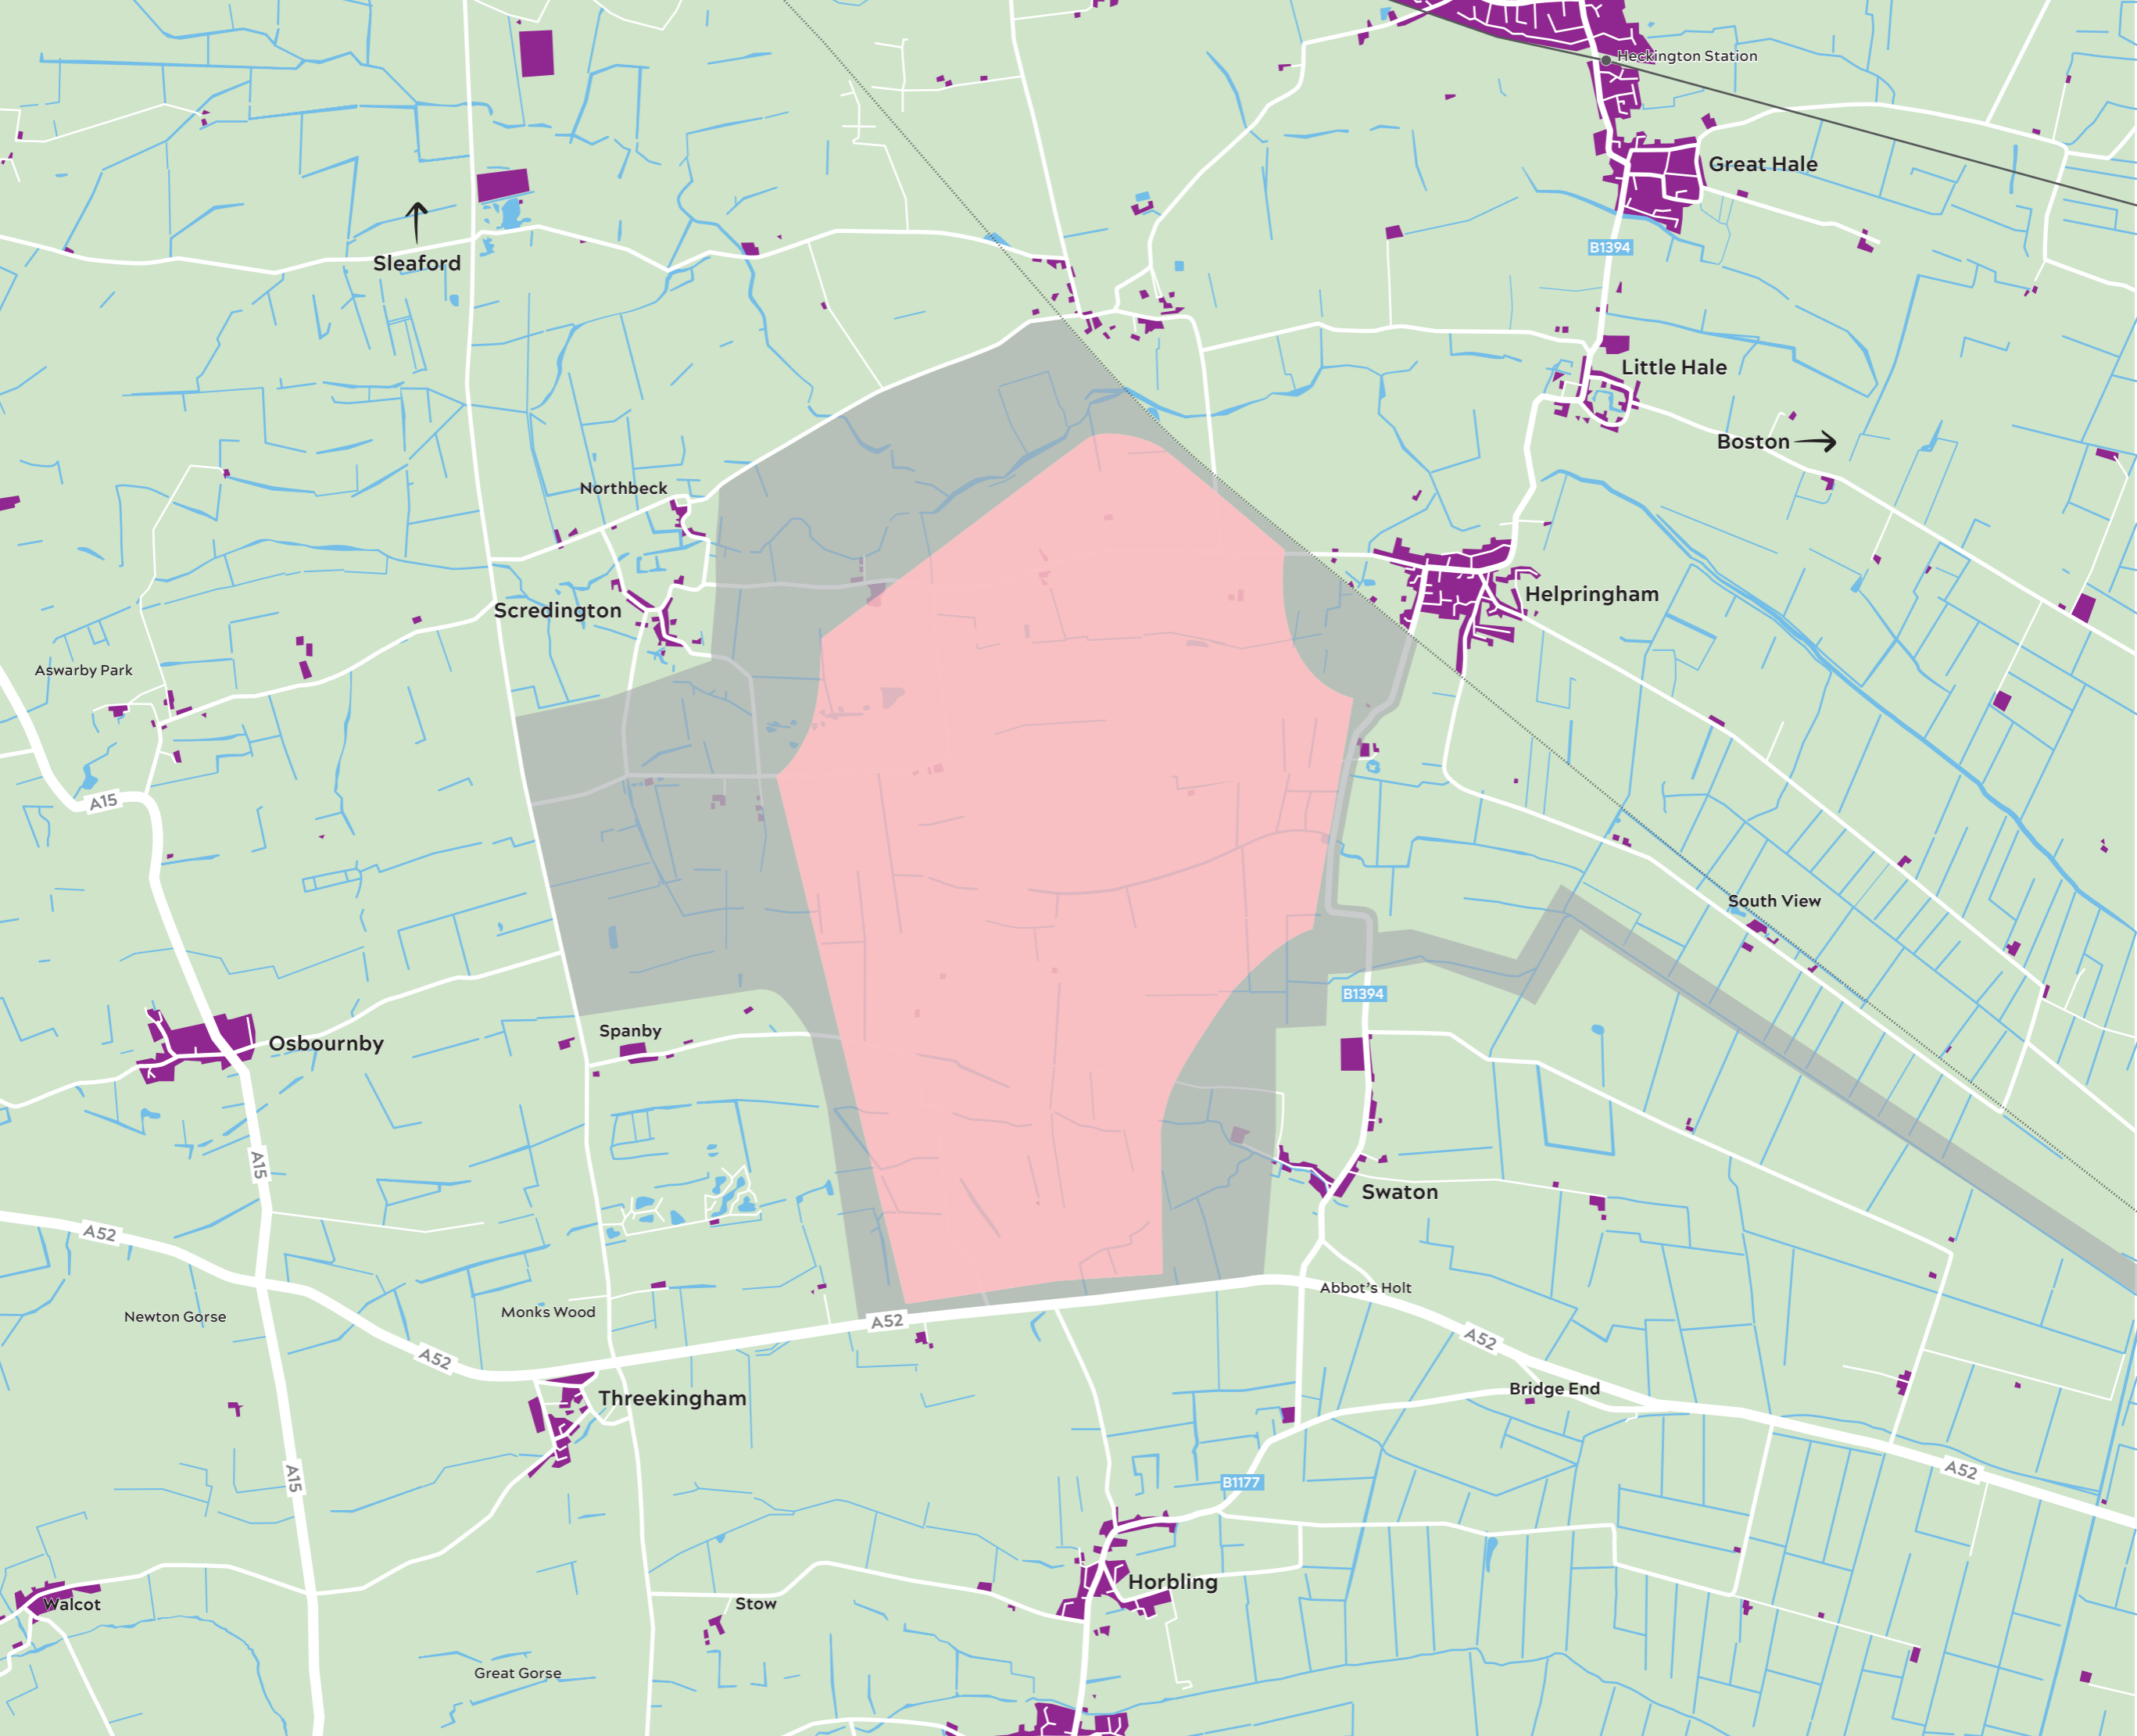 Heckington Station
Great Hale
B1394
Sleaford
Little Hale
Boston
Northbeck
Helpringham
Scredington
Aswarby Park
A15
South View
B1394
Spanby
Osbournby
A15
Swaton
A52
Abbot's Holt
Newton Gorse
Monks Wood
A52
A52
A52
Bridge End
Threekingham
A15
A52
B1177
Horbling
Walcot
Stow
Great Gorse